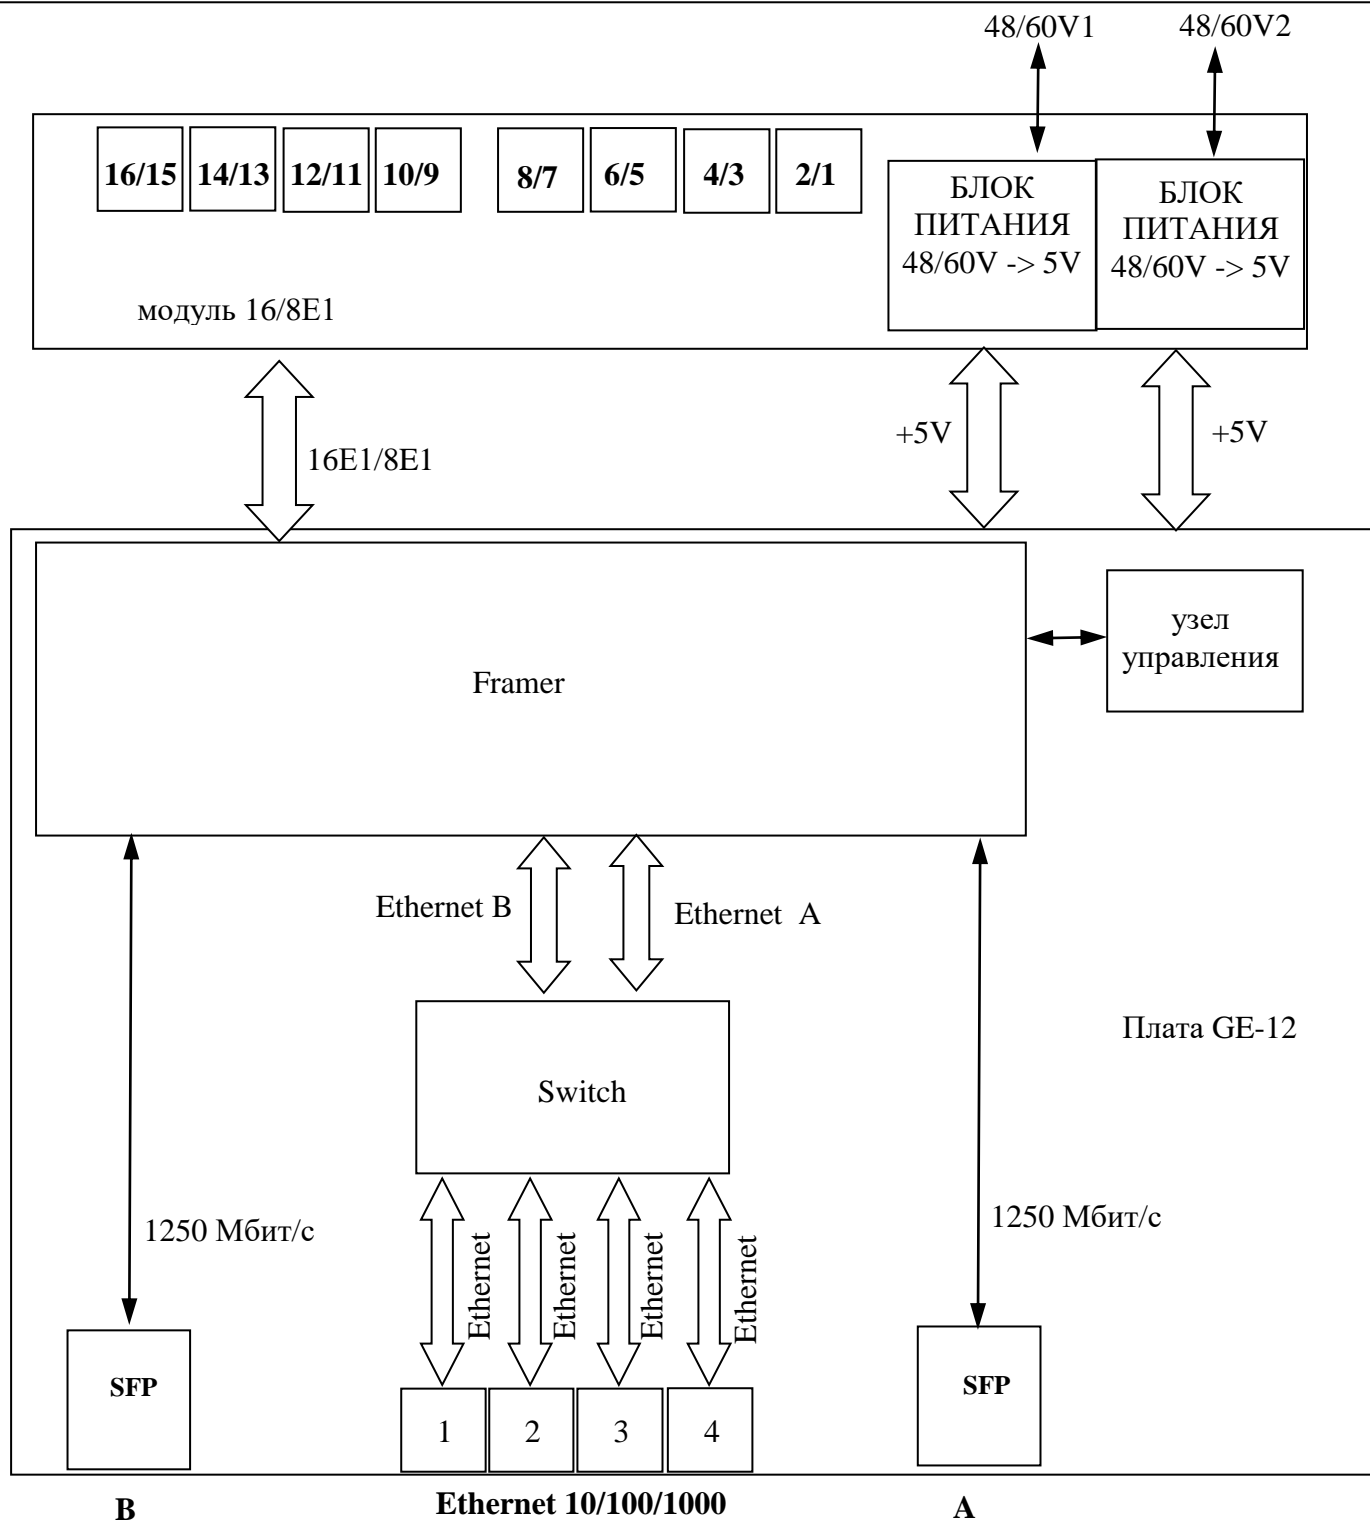 48/60V1
48/60V2
16/15
14/13
12/11
10/9
8/7
6/5
4/3
2/1
БЛОК
ПИТАНИЯ
48/60V -> 5V
БЛОК
ПИТАНИЯ
48/60V -> 5V
модуль 16/8E1
16E1/8E1
+5V
+5V
Framer
узел
управления
Ethernet B
Ethernet A
Switch
Плата GE-12
1250 Мбит/с
Ethernet
Ethernet
Ethernet
Ethernet
1250 Мбит/с
SFP
1
2
3
4
SFP
B
Ethernet 10/100/1000
A